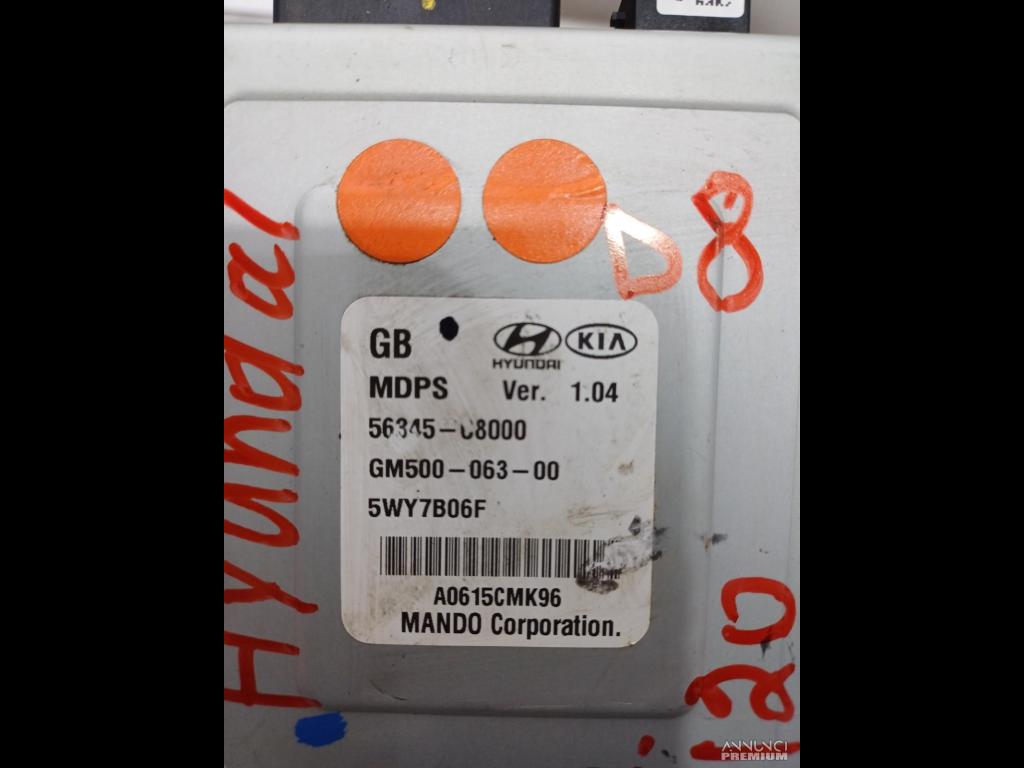 D8
GB
HYUNDAI
KIA
MDPS Ver. 1.04
56345-C8000
GM500-063-00
5WY7B06F
A0615CMK96
MANDO Corporation.
Hyundai
i20
ANNUNCI
PREMIUM